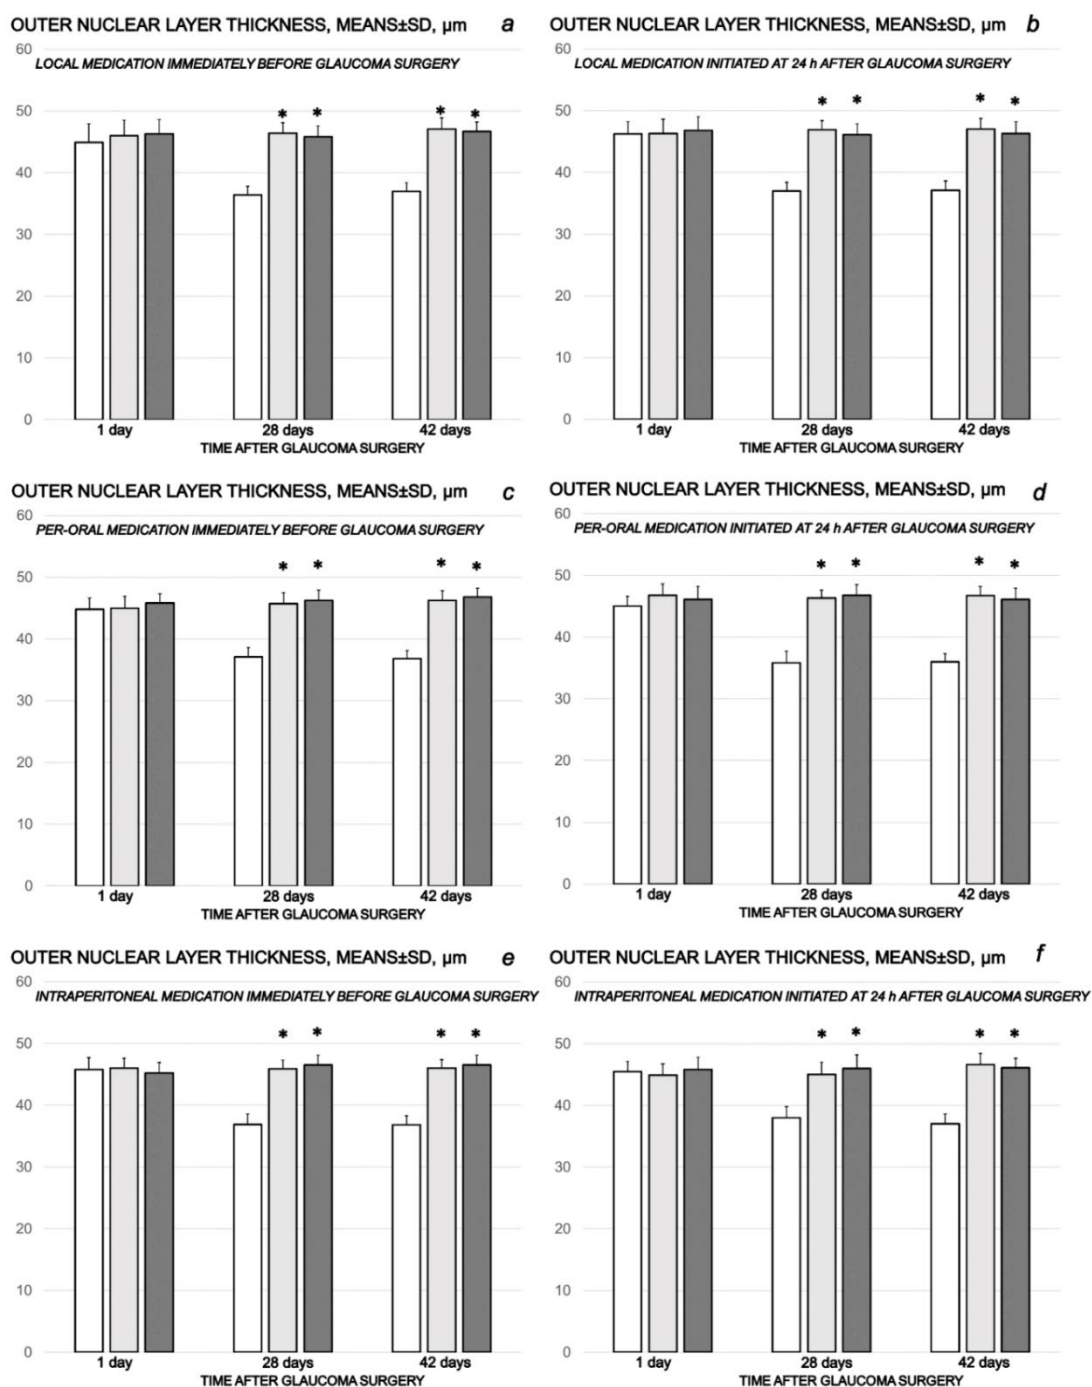 OUTER NUCLEAR LAYER THICKNESS, MEANS±SD, µm a
60
LOCAL MEDICATION IMMEDIATELY BEFORE GLAUCOMA SURGERY
50
* * * *
40
30
20
10
0
1 day 28 days 42 days
TIME AFTER GLAUCOMA SURGERY
OUTER NUCLEAR LAYER THICKNESS, MEANS±SD, µm b
60
LOCAL MEDICATION INITIATED AT 24 h AFTER GLAUCOMA SURGERY
* * * *
50
40
30
20
10
0
1 day 28 days 42 days
TIME AFTER GLAUCOMA SURGERY
OUTER NUCLEAR LAYER THICKNESS, MEANS±SD, µm c
60
PER-ORAL MEDICATION IMMEDIATELY BEFORE GLAUCOMA SURGERY
* * * *
50
40
30
20
10
0
1 day 28 days 42 days
TIME AFTER GLAUCOMA SURGERY
OUTER NUCLEAR LAYER THICKNESS, MEANS±SD, µm d
60
PER-ORAL MEDICATION INITIATED AT 24 h AFTER GLAUCOMA SURGERY
* * * *
50
40
30
20
10
0
1 day 28 days 42 days
TIME AFTER GLAUCOMA SURGERY
OUTER NUCLEAR LAYER THICKNESS, MEANS±SD, µm e
60
INTRAPERITONEAL MEDICATION IMMEDIATELY BEFORE GLAUCOMA SURGERY
* * * *
50
40
30
20
10
0
1 day 28 days 42 days
TIME AFTER GLAUCOMA SURGERY
OUTER NUCLEAR LAYER THICKNESS, MEANS±SD, µm f
60
INTRAPERITONEAL MEDICATION INITIATED AT 24 h AFTER GLAUCOMA SURGERY
* * * *
50
40
30
20
10
0
1 day 28 days 42 days
TIME AFTER GLAUCOMA SURGERY